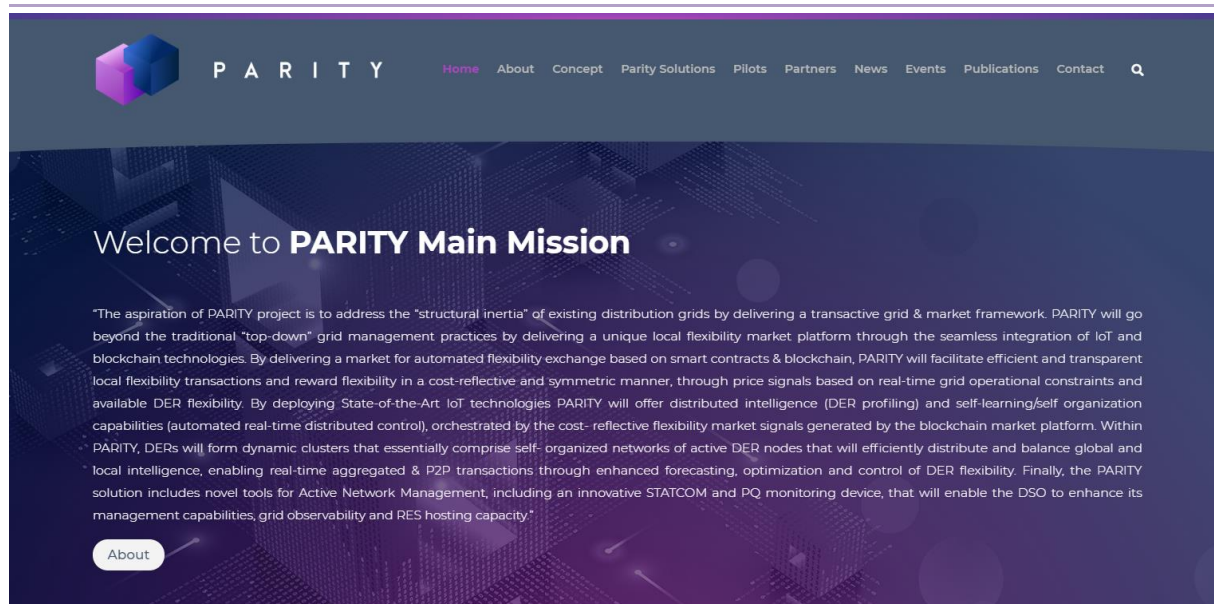 PARITY
Home About Concept Parity Solutions Pilots Partners News Events Publications Contact
Welcome to PARITY Main Mission
“The aspiration of PARITY project is to address the “structural inertia” of existing distribution grids by delivering a transactive grid & market framework. PARITY will go
beyond the traditional “top-down” grid management practices by delivering a unique local flexibility market platform through the seamless integration of IoT and
blockchain technologies. By delivering a market for automated flexibility exchange based on smart contracts & blockchain, PARITY will facilitate efficient and transparent
local flexibility transactions and reward flexibility in a cost-reflective and symmetric manner, through price signals based on real-time grid operational constraints and
available DER flexibility. By deploying State-of-the-Art IoT technologies PARITY will offer distributed intelligence (DER profiling) and self-learning/self organization
capabilities (automated real-time distributed control), orchestrated by the cost- reflective flexibility market signals generated by the blockchain market platform. Within
PARITY, DERs will form dynamic clusters that essentially comprise self- organized networks of active DER nodes that will efficiently distribute and balance global and
local intelligence, enabling real-time aggregated & P2P transactions through enhanced forecasting, optimization and control of DER flexibility. Finally, the PARITY
solution includes novel tools for Active Network Management, including an innovative STATCOM and PQ monitoring device, that will enable the DSO to enhance its
management capabilities, grid observability and RES hosting capacity.”
About